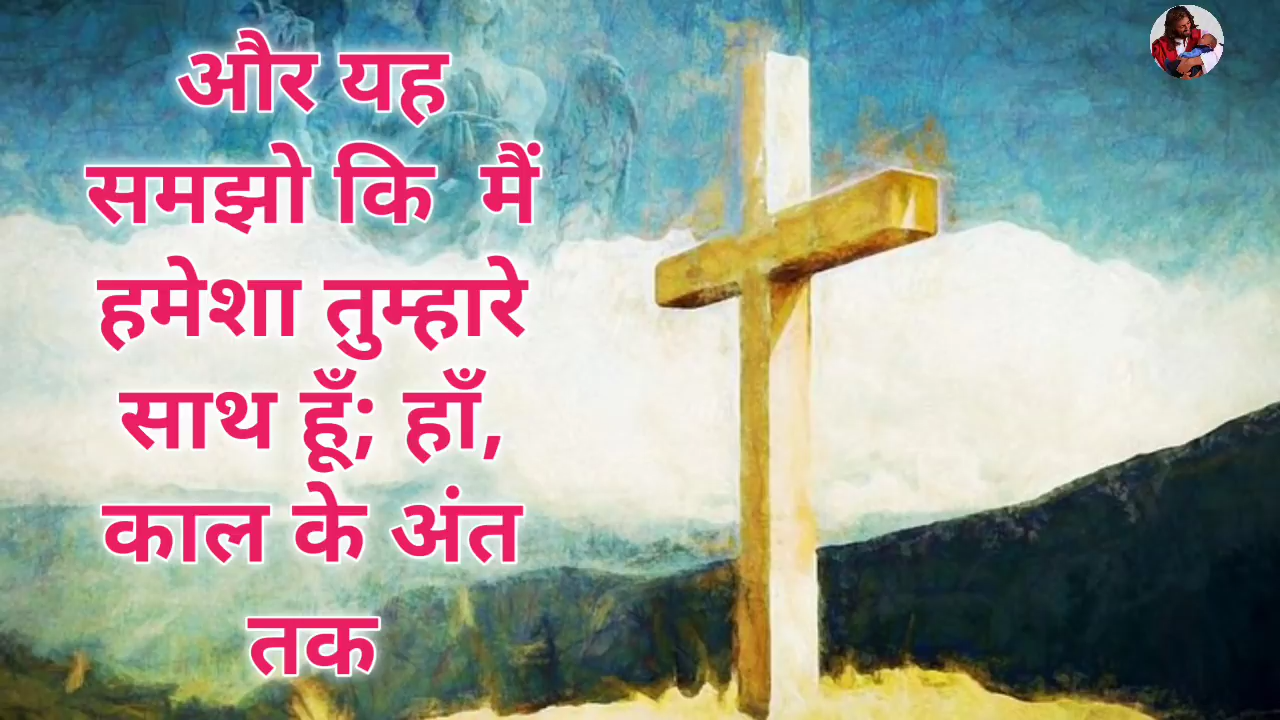 और यह
समझो कि मैं
हमेशा तुम्हारे
साथ हूँ; हाँ,
काल के अंत
तक